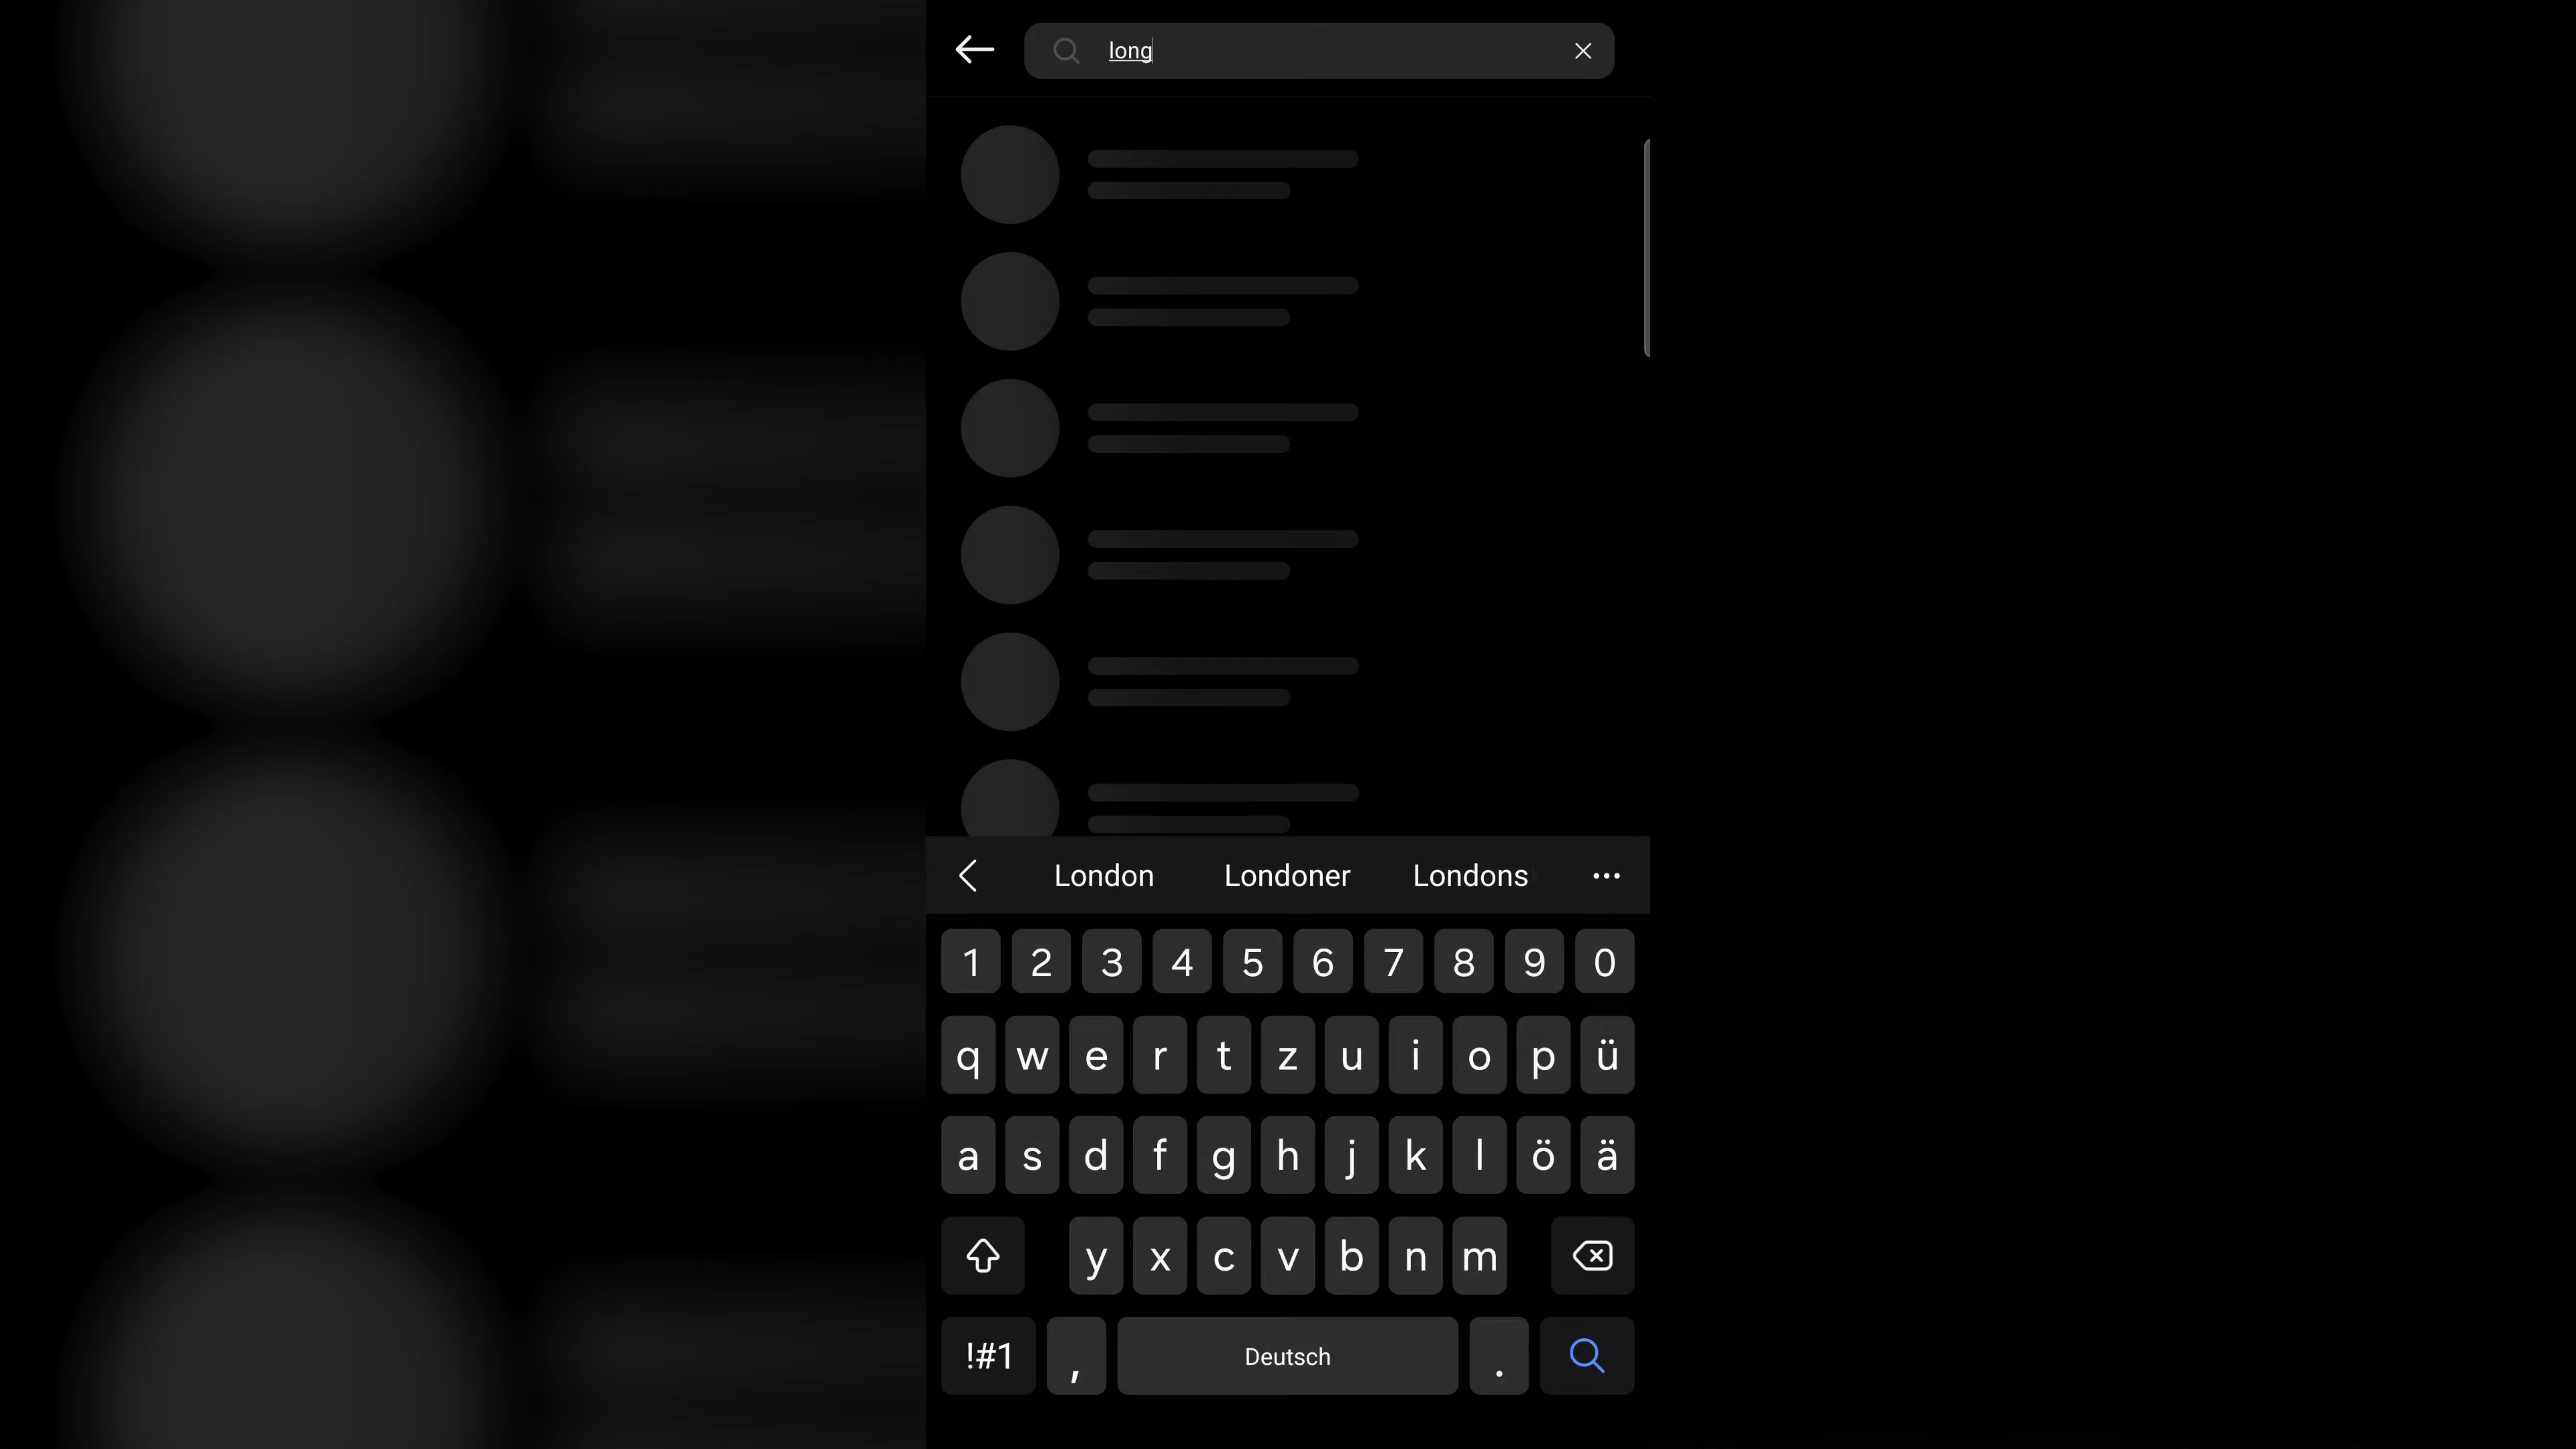 long
London Londoner Londons
1 2 3 4 5 6 7 8 9 0
q w e r t z u i o p ü
a s d f g h j k l ö ä
y x c v b n m
!#1 , Deutsch .